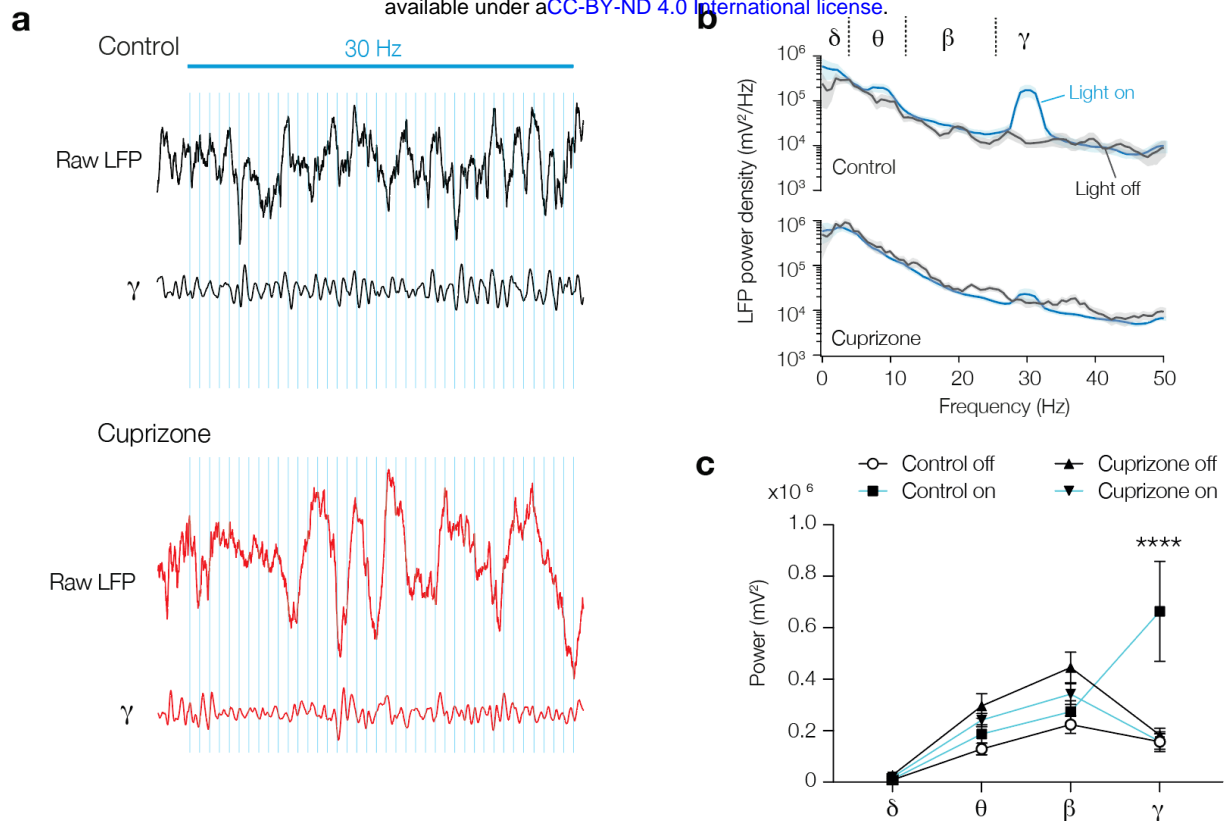 available under aCC-BY-ND 4.0 International license.
a
Control
30 Hz
Raw LFP
γ
Cuprizone
Raw LFP
γ
b
δ θ β γ
LFP power density (mV²/Hz)
10⁶
10⁵
10⁴
10³
Light on
Control
Light off
10⁶
10⁵
10⁴
10³
Cuprizone
0 10 20 30 40 50
Frequency (Hz)
c
Control off
Cuprizone off
Control on
Cuprizone on
x10 ⁶
Power (mV²)
1.0
0.8
0.6
0.4
0.2
0
****
δ θ β γ